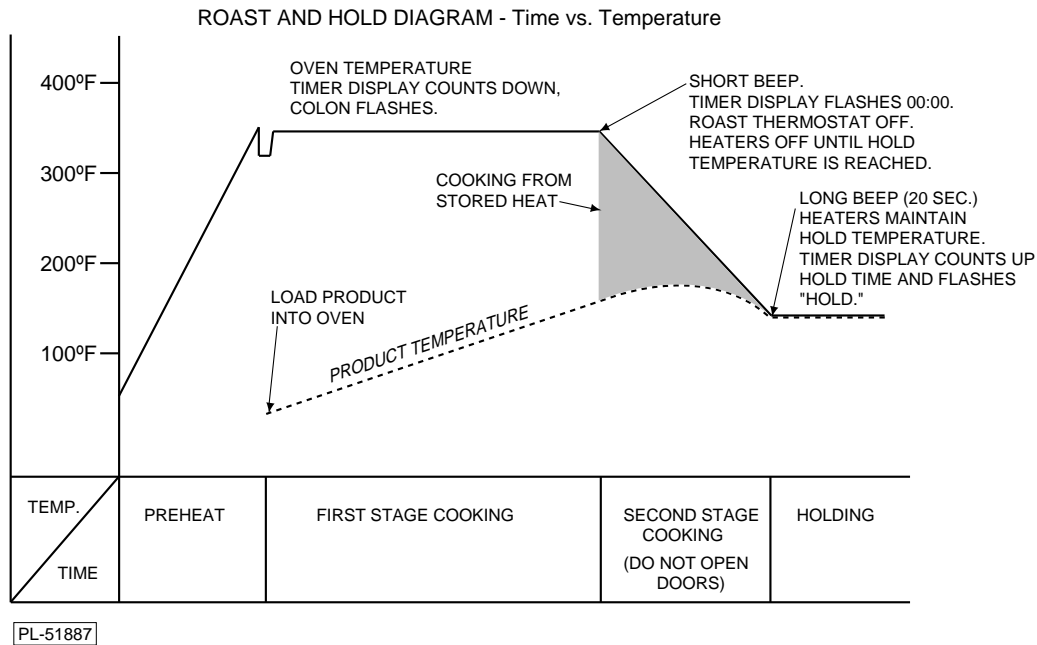 ROAST AND HOLD DIAGRAM - Time vs. Temperature
400ºF
300ºF
200ºF
100ºF
OVEN TEMPERATURE
TIMER DISPLAY COUNTS DOWN,
COLON FLASHES.
SHORT BEEP.
TIMER DISPLAY FLASHES 00:00.
ROAST THERMOSTAT OFF.
HEATERS OFF UNTIL HOLD
TEMPERATURE IS REACHED.
COOKING FROM
STORED HEAT
LONG BEEP (20 SEC.)
HEATERS MAINTAIN
HOLD TEMPERATURE.
TIMER DISPLAY COUNTS UP
HOLD TIME AND FLASHES
"HOLD."
LOAD PRODUCT
INTO OVEN
PRODUCT TEMPERATURE
TEMP.
TIME
PREHEAT
FIRST STAGE COOKING
SECOND STAGE
COOKING
(DO NOT OPEN
DOORS)
HOLDING
PL-51887